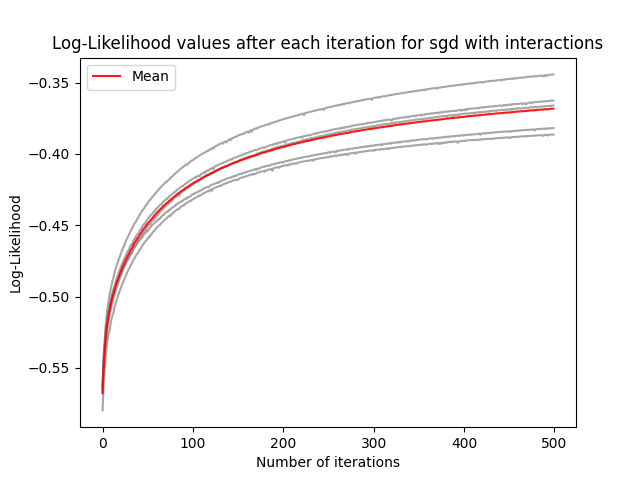 Log-Likelihood values after each iteration for sgd with interactions
Mean
−0.35
−0.40
−0.45
−0.50
−0.55
Log-Likelihood
0 100 200 300 400 500
Number of iterations